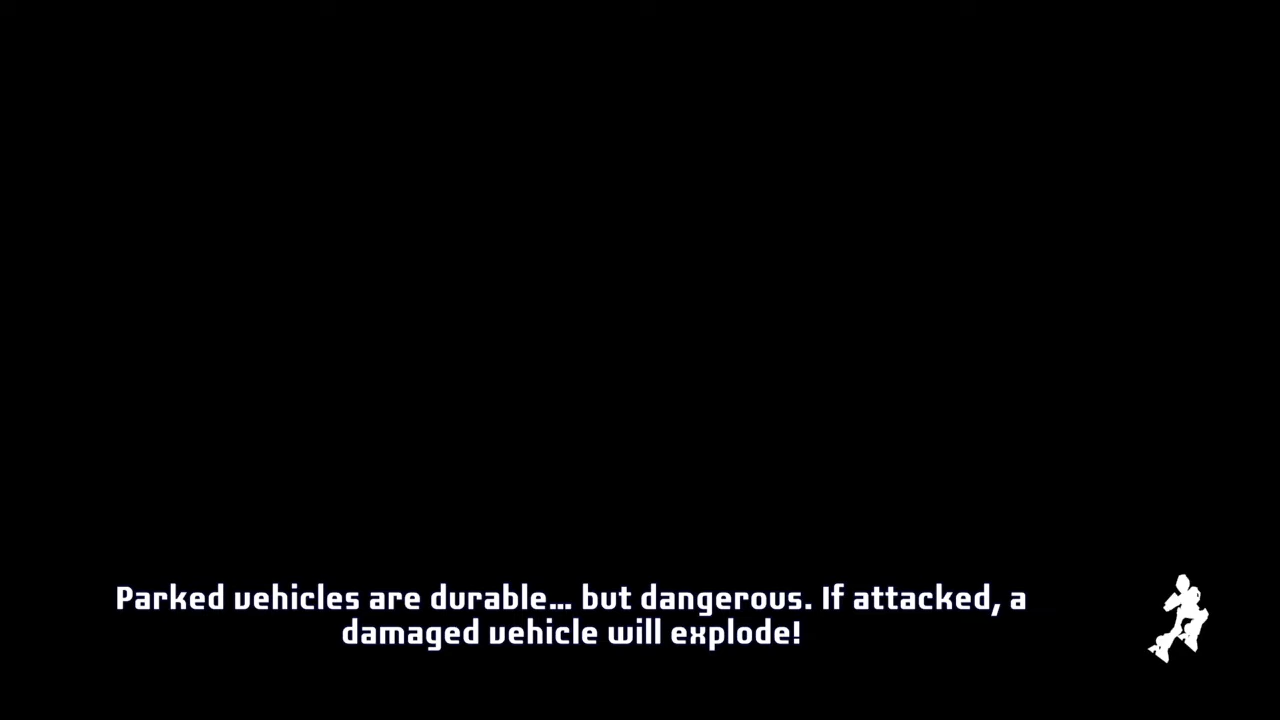 Parked vehicles are durable... but dangerous. If attacked, a
damaged vehicle will explode!